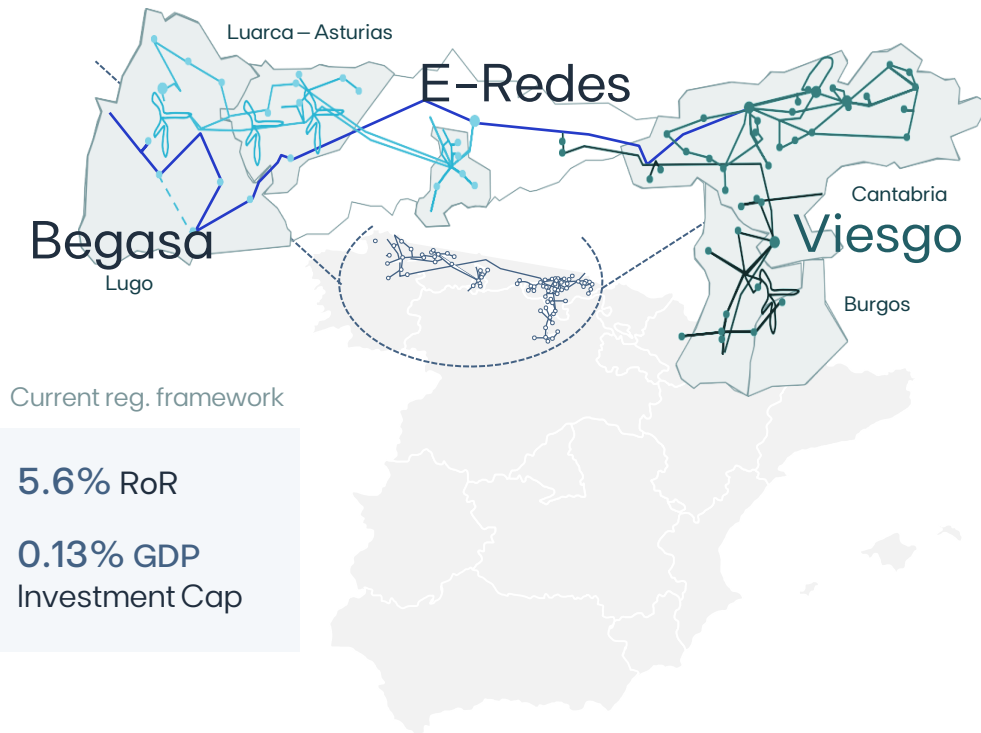 Luarca – Asturias
E-Redes
Cantabria
Begasa
Viesgo
Lugo
Burgos
Current reg. framework
5.6% RoR
0.13% GDP
Investment Cap